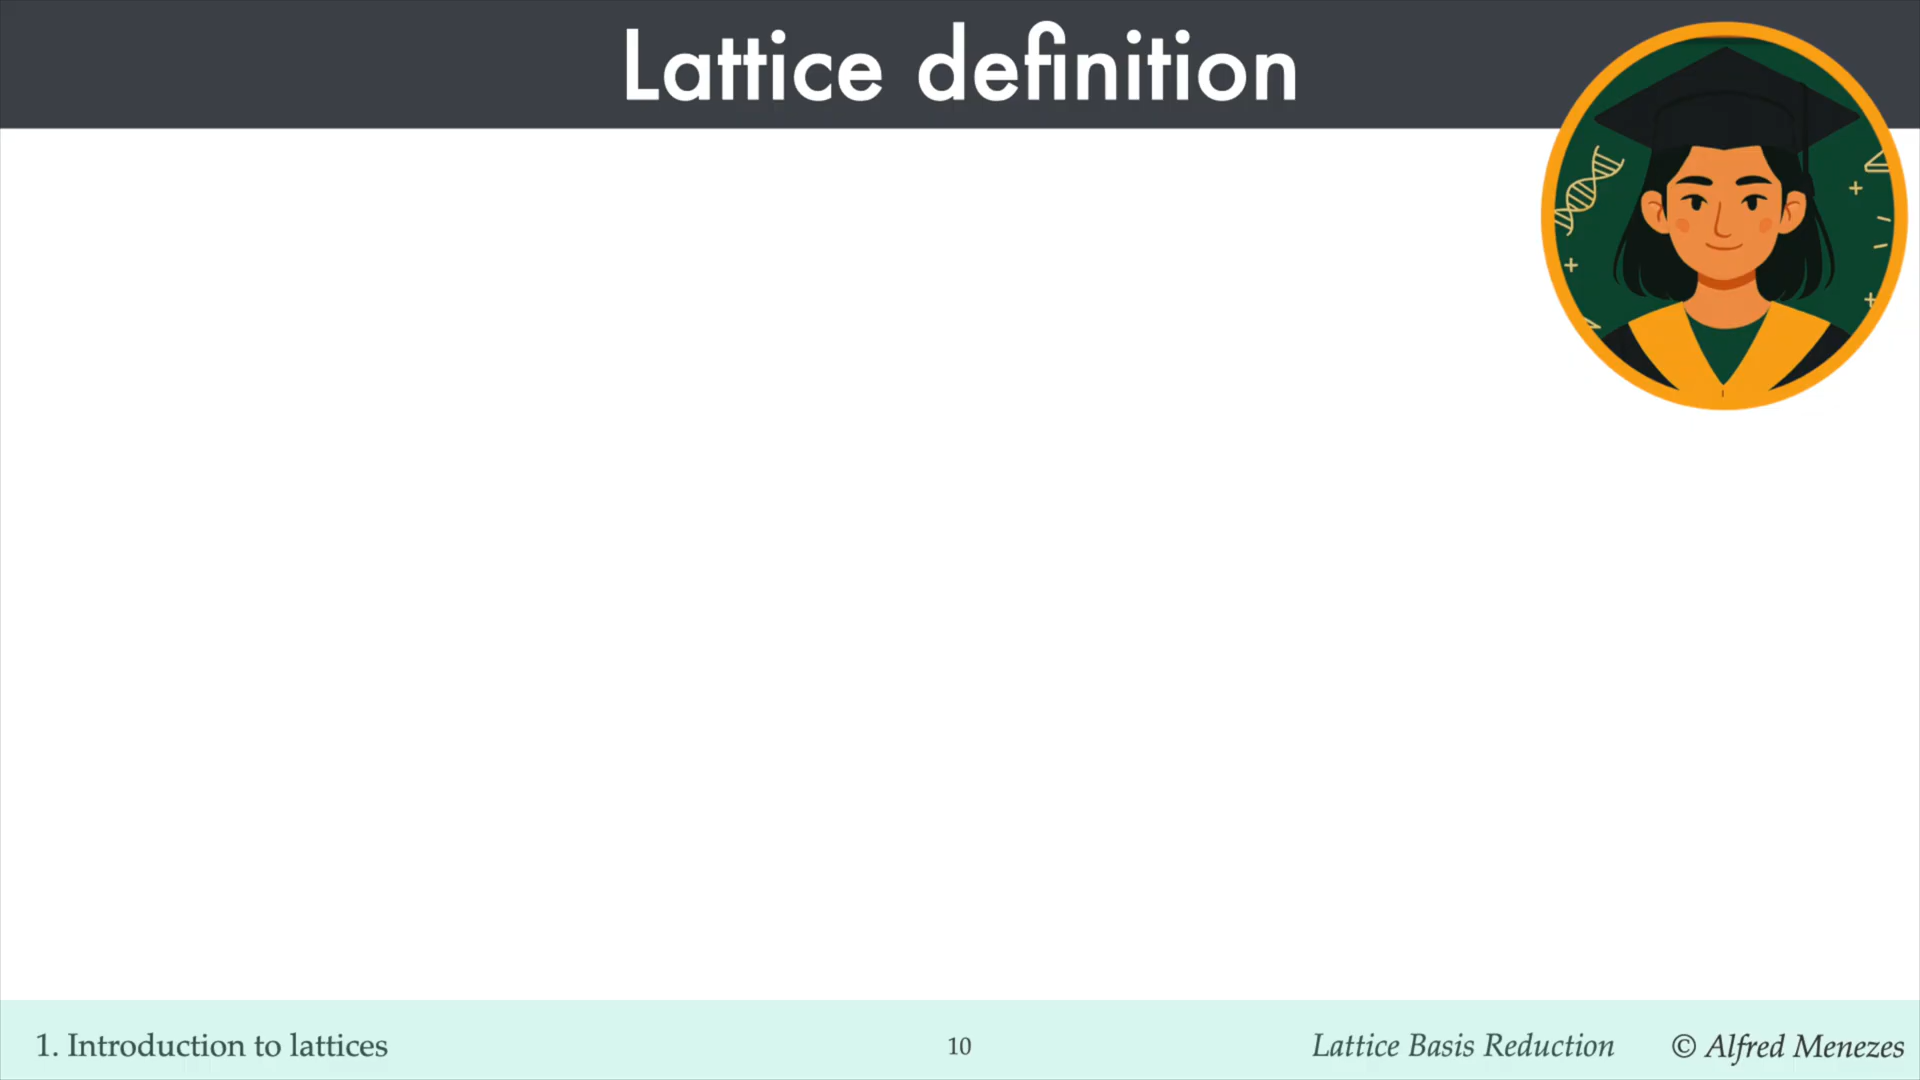 Lattice definition
1. Introduction to lattices
10
Lattice Basis Reduction
© Alfred Menezes